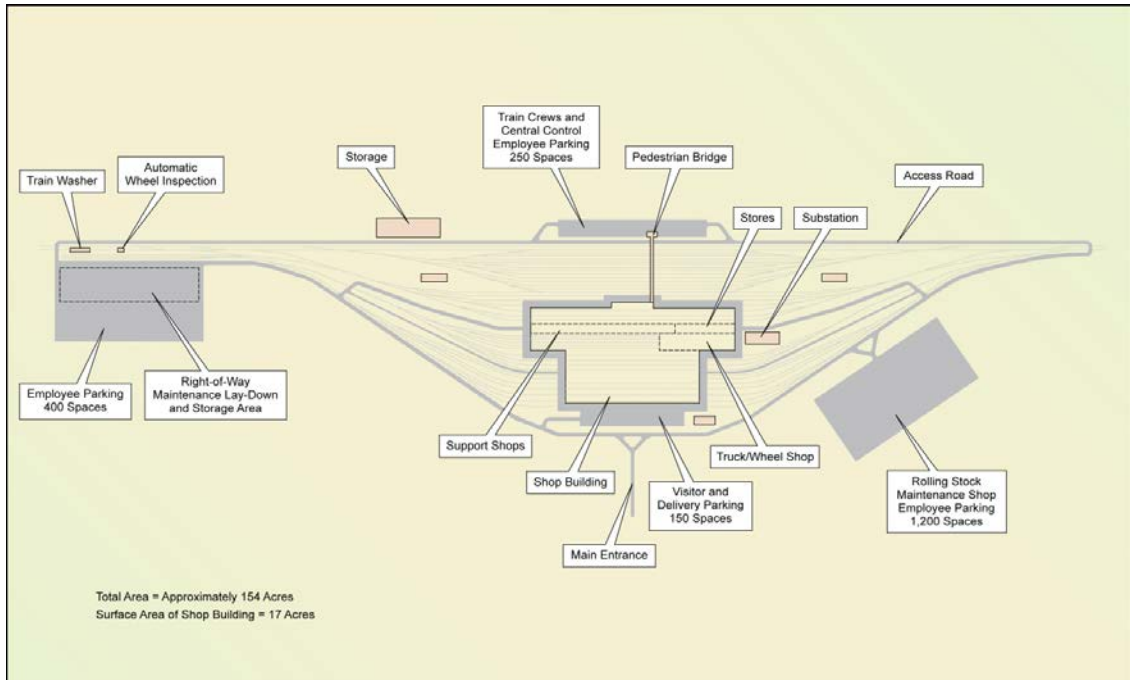 Train Crews and
Central Control
Employee Parking
250 Spaces
Storage
Pedestrian Bridge
Automatic
Wheel Inspection
Train Washer
Access Road
Stores
Substation
Employee Parking
400 Spaces
Right-of-Way
Maintenance Lay-Down
and Storage Area
Support Shops
Truck/Wheel Shop
Shop Building
Visitor and
Delivery Parking
150 Spaces
Rolling Stock
Maintenance Shop
Employee Parking
1,200 Spaces
Main Entrance
Total Area = Approximately 154 Acres
Surface Area of Shop Building = 17 Acres